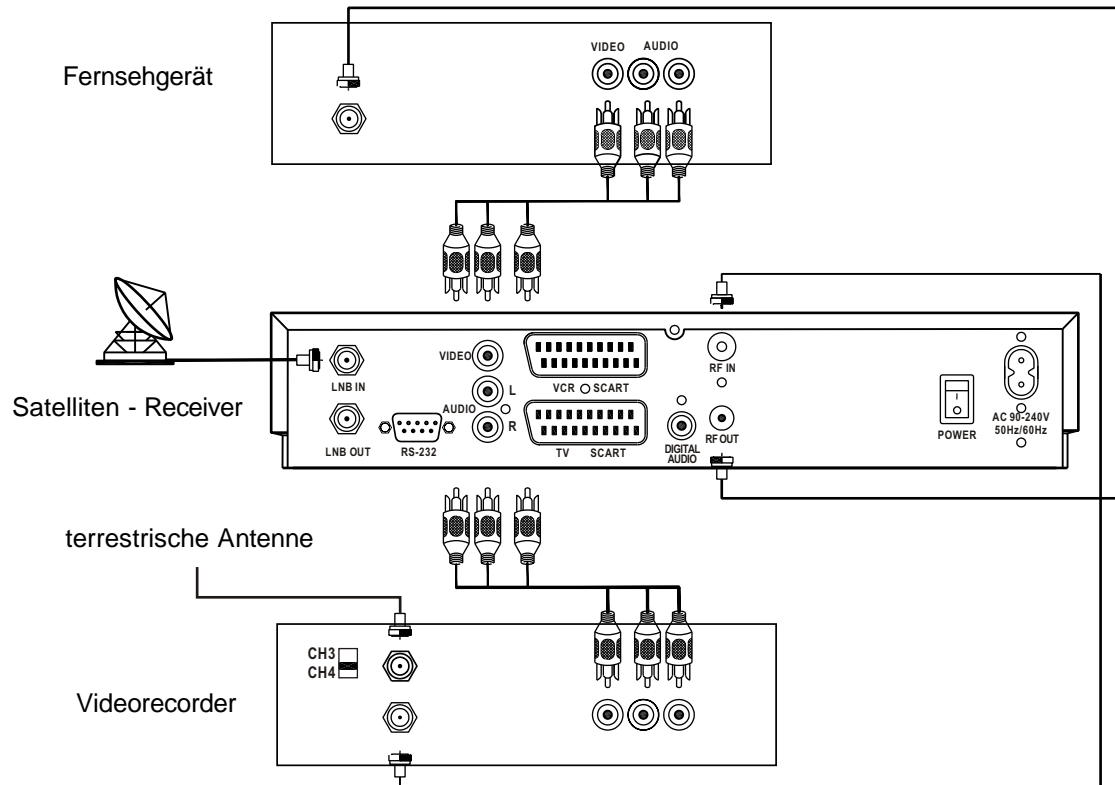 VIDEO AUDIO
Fernsehgerät
VIDEO
L
AUDIO
R
LNB IN
LNB OUT
RS-232
VCR SCART
TV SCART
DIGITAL
AUDIO
RF IN
RF OUT
POWER
AC 90-240V
50Hz/60Hz
Satelliten - Receiver
terrestrische Antenne
CH3
CH4
Videorecorder